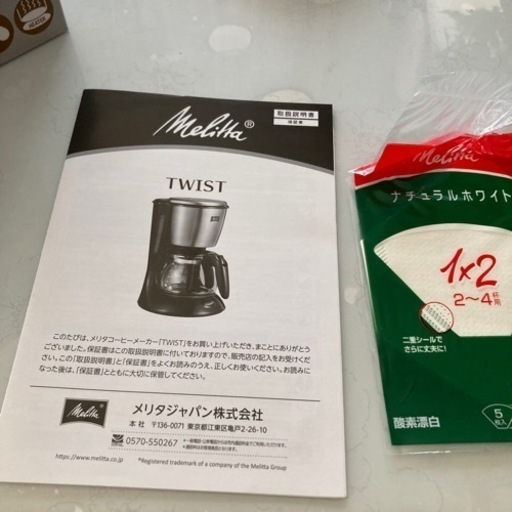 HEATER
Melitta®
取扱説明書
保証書
TWIST
このたびは、メリタコーヒーメーカー「TWIST」をお買い上げいただき、まことにありがとう
ございました。保証書はこの取扱説明書に付いておりますので、販売店の記入をお受けくだ
さい。この「取扱説明書」と「保証書」をよくお読みのうえ、正しくお使いください。お読みに
なった後は、「保証書」とともに大切に保管してください。
Melitta
メリタジャパン株式会社
本 社 〒136-0071 東京都江東区亀戸2-26-10
0570-550267
https://www.melitta.co.jp
*Registered trademark of a company of the Melitta Group
Melitta
ナチュラルホワイト
1×2
2～4杯用
二重シールで
さらに丈夫に!
酸素漂白
5枚入